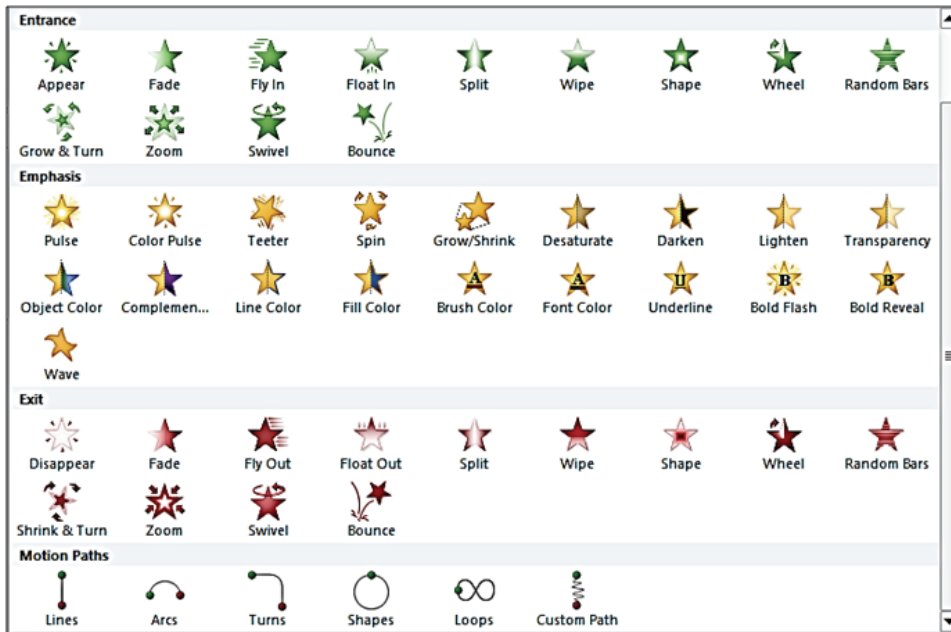 Entrance
Appear Fade Fly In Float In Split Wipe Shape Wheel Random Bars
Grow & Turn Zoom Swivel Bounce
Emphasis
Pulse Color Pulse Teeter Spin Grow/Shrink Desaturate Darken Lighten Transparency
A A U B B
Object Color Complemen... Line Color Fill Color Brush Color Font Color Underline Bold Flash Bold Reveal
Wave
Exit
Disappear Fade Fly Out Float Out Split Wipe Shape Wheel Random Bars
Shrink & Turn Zoom Swivel Bounce
Motion Paths
Lines Arcs Turns Shapes Loops Custom Path